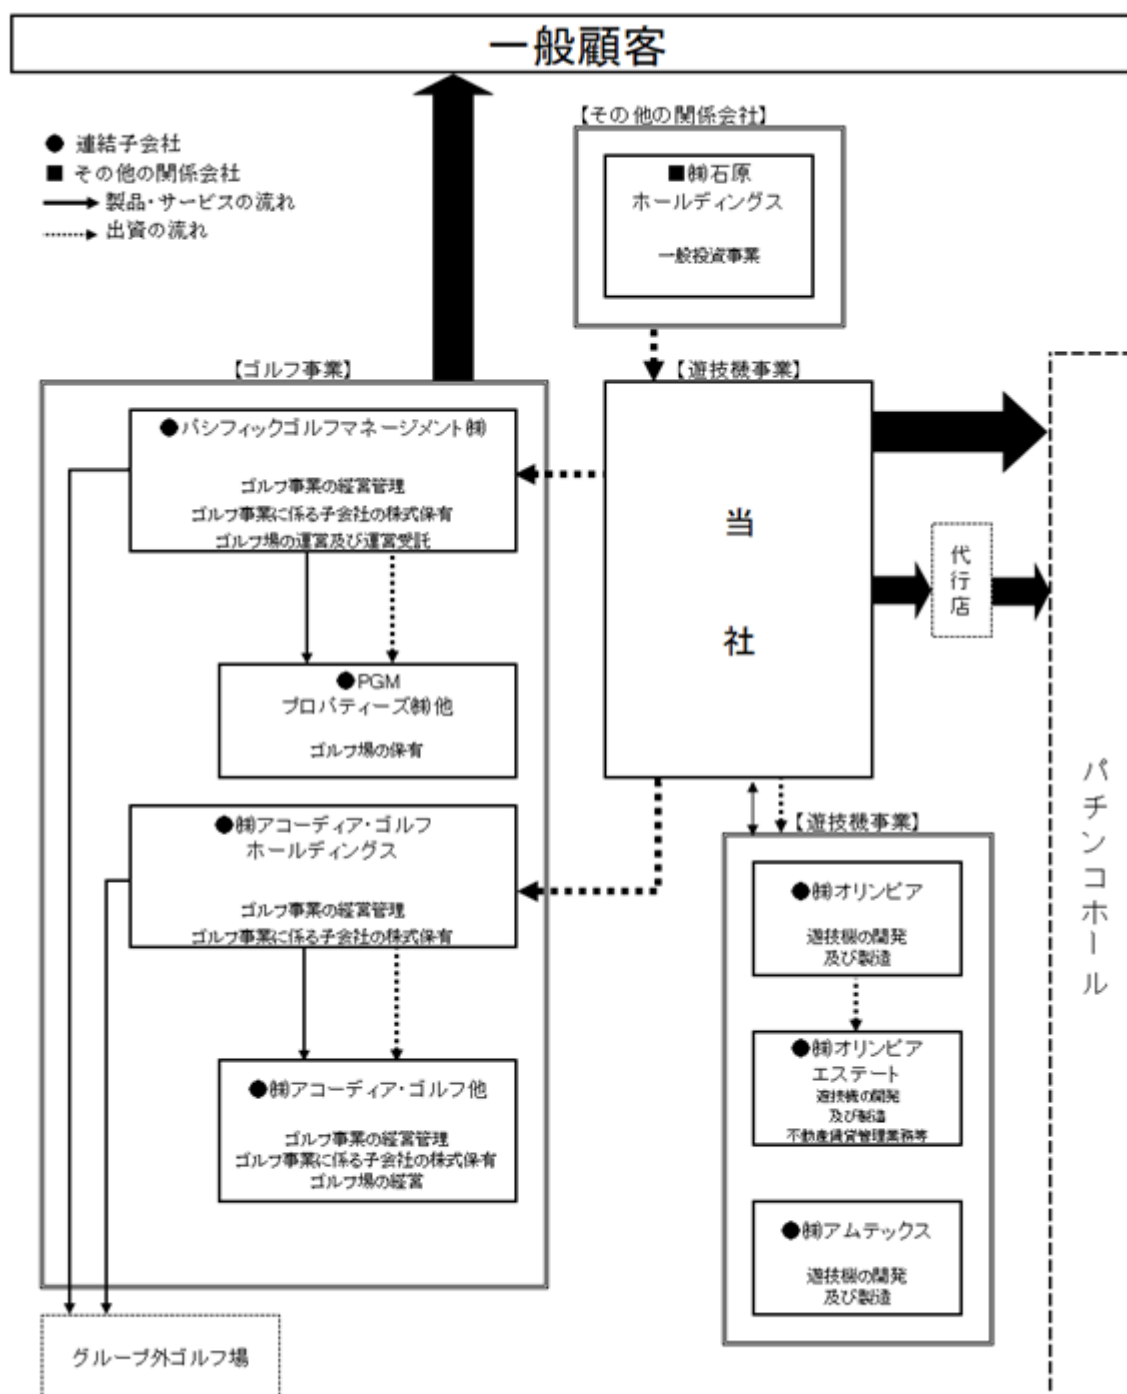 一般顧客
● 連結子会社
■ その他の関係会社
製品・サービスの流れ
出資の流れ
【その他の関係会社】
■㈱石原
ホールディングス
一般投資事業
【ゴルフ事業】
●パシフィックゴルフマネージメント㈱
ゴルフ事業の経営管理
ゴルフ事業に係る子会社の株式保有
ゴルフ場の運営及び運営受託
●PGM
プロパティーズ㈱他
ゴルフ場の保有
●㈱アコーディア・ゴルフ
ホールディングス
ゴルフ事業の経営管理
ゴルフ事業に係る子会社の株式保有
●㈱アコーディア・ゴルフ他
ゴルフ事業の経営管理
ゴルフ事業に係る子会社の株式保有
ゴルフ場の経営
グループ外ゴルフ場
【遊技機事業】
当社
代行店
パチンコホール
【遊技機事業】
●㈱オリンピア
遊技機の開発
及び製造
●㈱オリンピア
エステート
遊技機の開発
及び製造
不動産賃貸管理業務等
●㈱アムテックス
遊技機の開発
及び製造